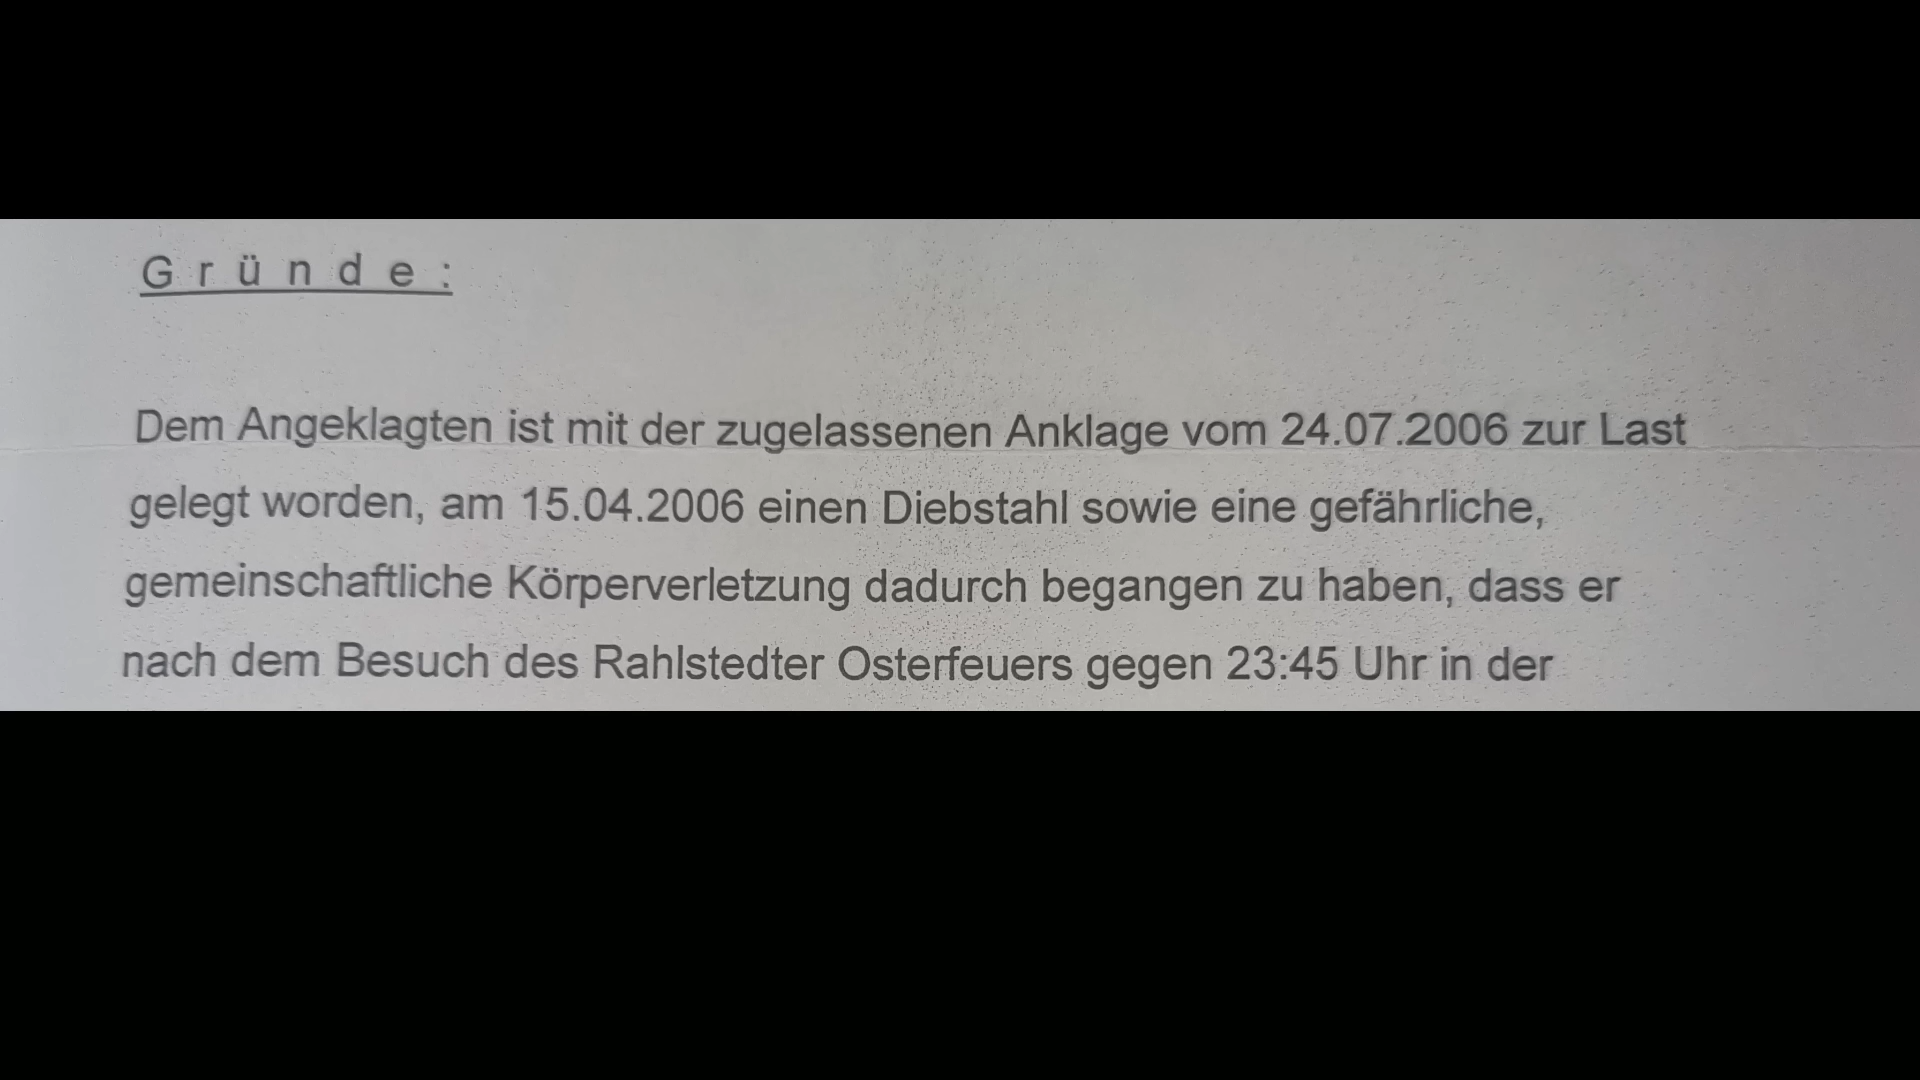 G r ü n d e :
Dem Angeklagten ist mit der zugelassenen Anklage vom 24.07.2006 zur Last
gelegt worden, am 15.04.2006 einen Diebstahl sowie eine gefährliche,
gemeinschaftliche Körperverletzung dadurch begangen zu haben, dass er
nach dem Besuch des Rahlstedter Osterfeuers gegen 23:45 Uhr in der